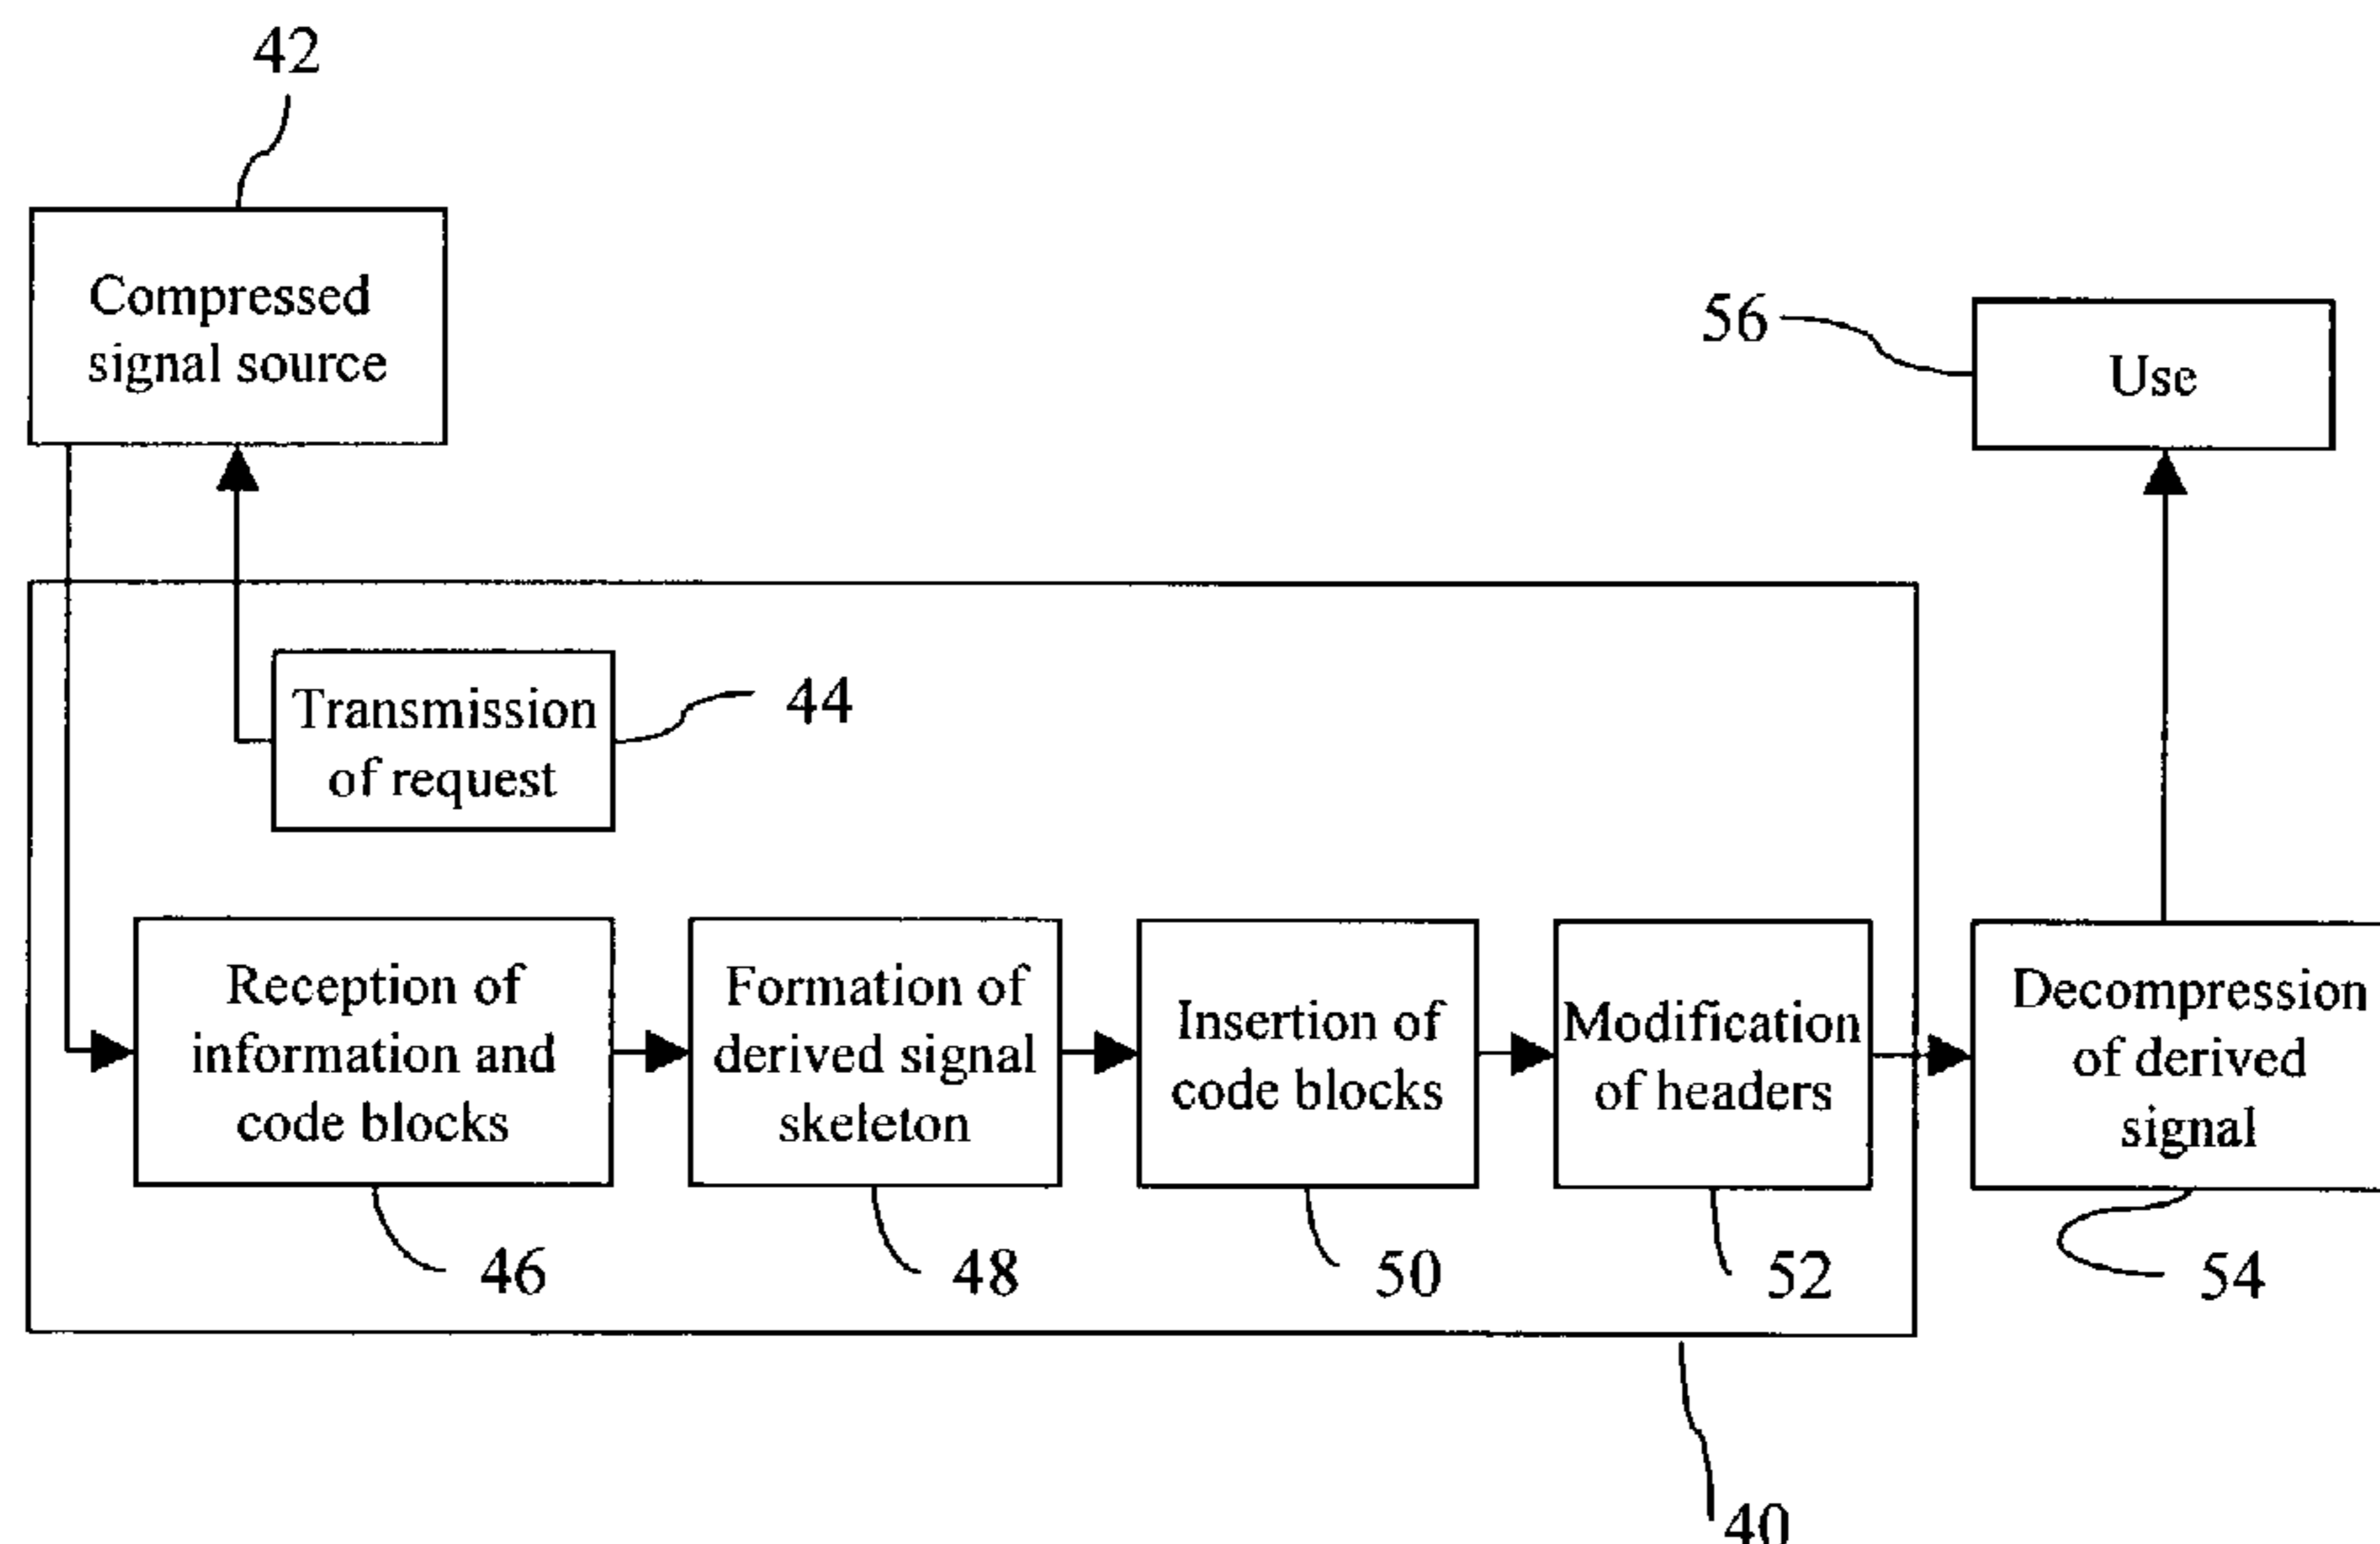 42
Compressed
signal source
56
Use
Transmission
of request
44
Reception of
information and
code blocks
Formation of
derived signal
skeleton
Insertion of
code blocks
Modification
of headers
Decompression
of derived
signal
46
48
50
52
54
40